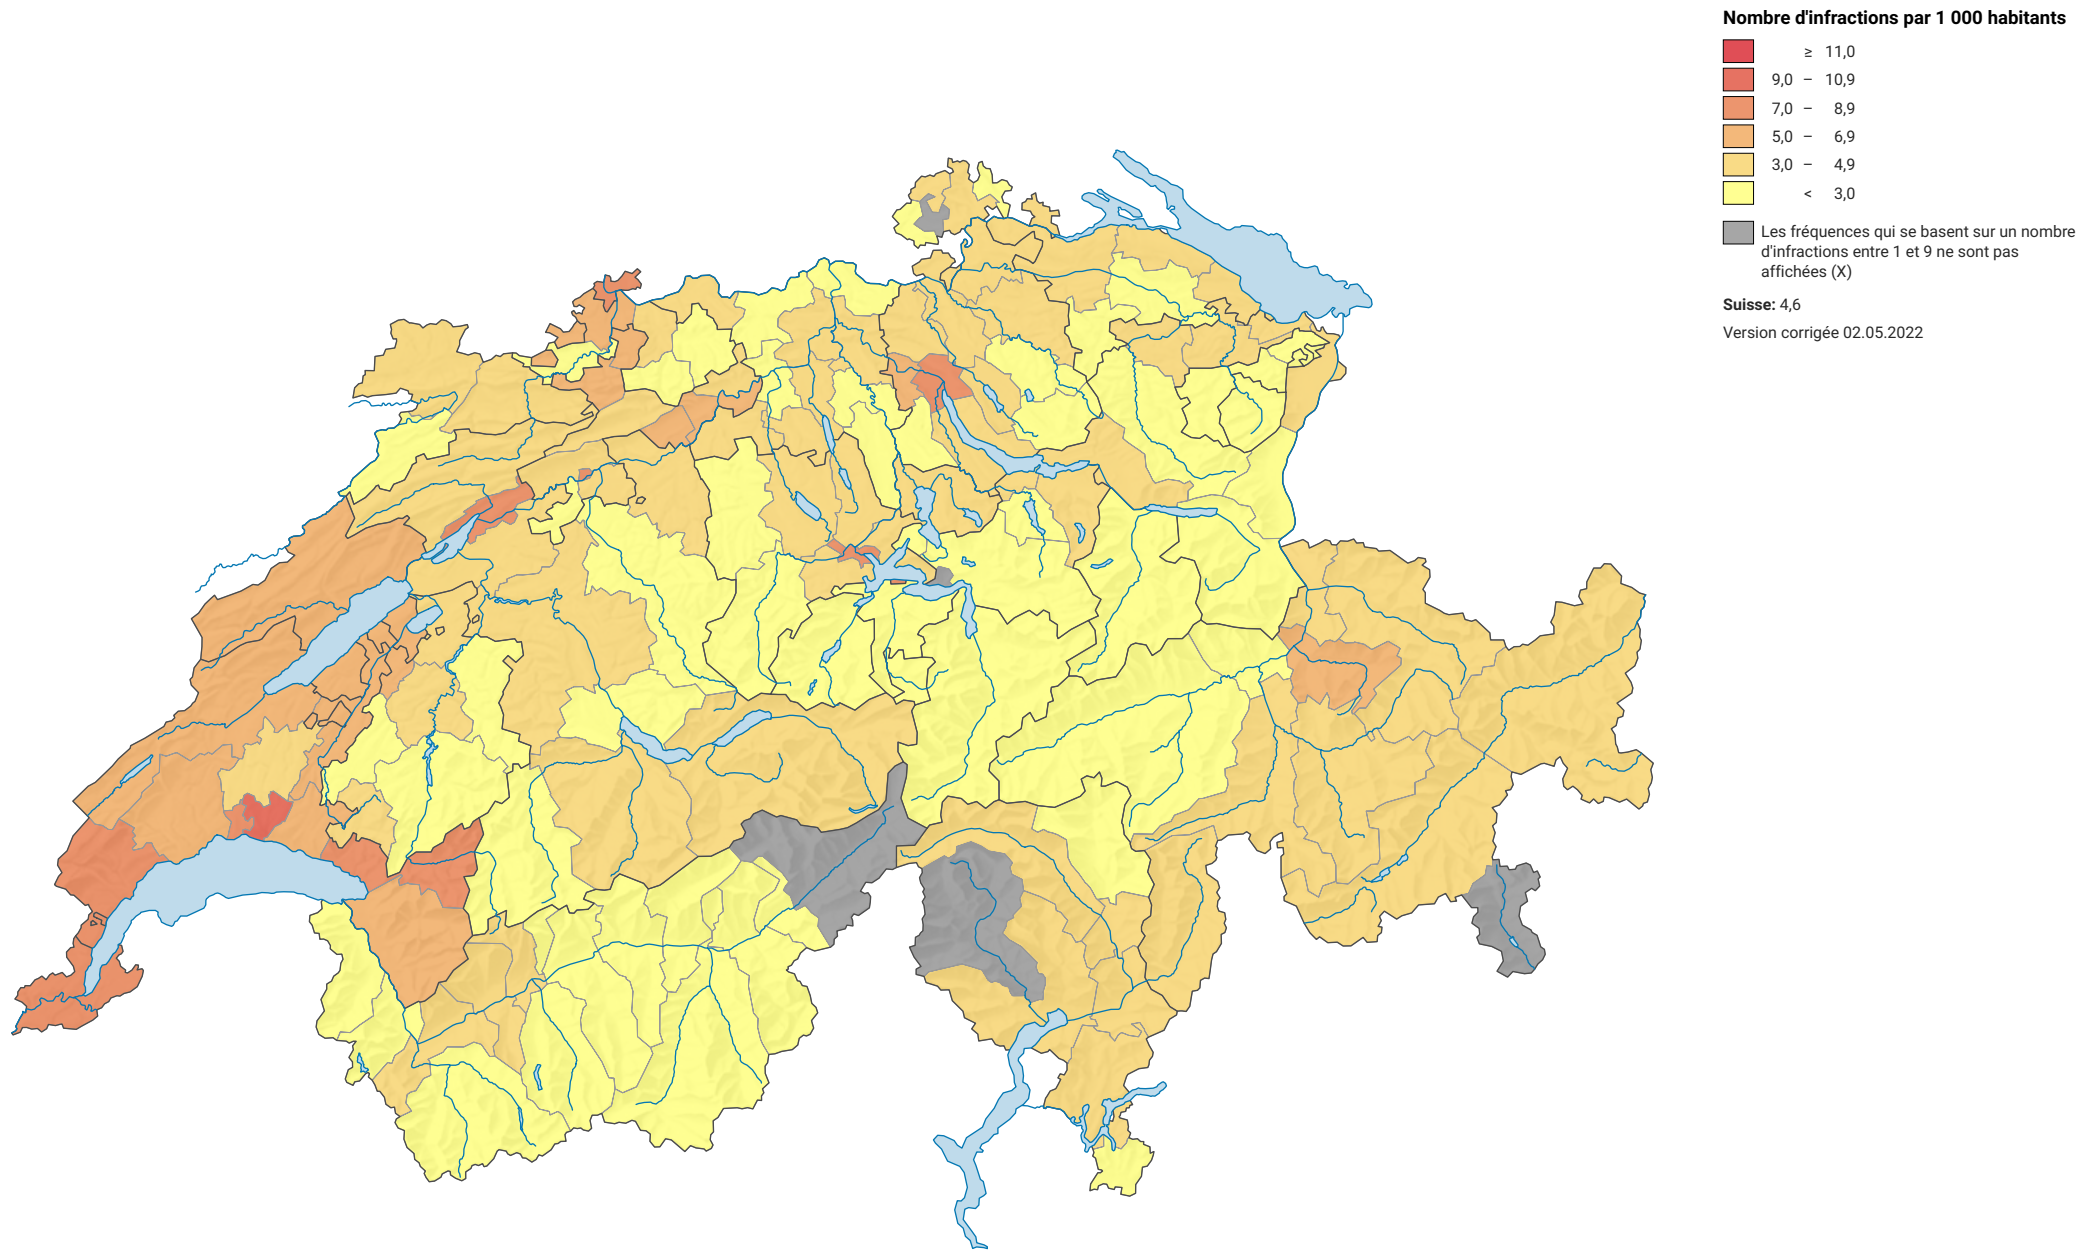 Nombre d'infractions par 1 000 habitants
≥ 11,0
9,0 – 10,9
7,0 – 8,9
5,0 – 6,9
3,0 – 4,9
< 3,0
Les fréquences qui se basent sur un nombre
d'infractions entre 1 et 9 ne sont pas
affichées (X)
Suisse: 4,6
Version corrigée 02.05.2022